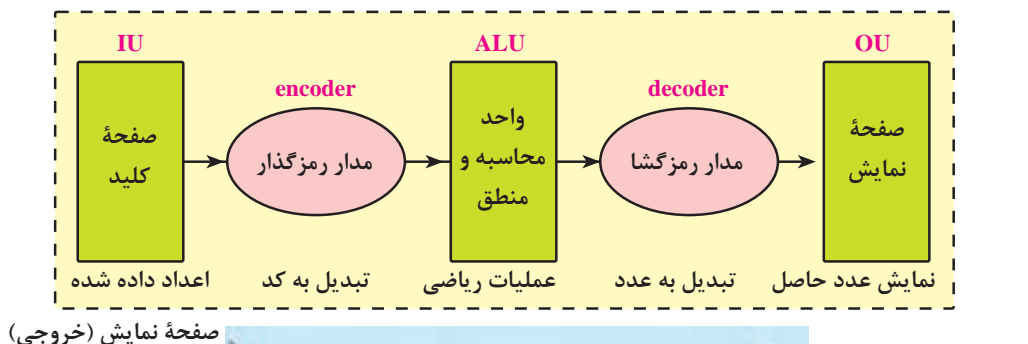 IU
ALU
OU
encoder
decoder
صفحهٔ
کلید
مدار رمزگذار
واحد
محاسبه و
منطق
مدار رمزگشا
صفحهٔ
نمایش
اعداد داده شده
تبدیل به کد
عملیات ریاضی
تبدیل به عدد
نمایش عدد حاصل
صفحهٔ نمایش (خروجی)